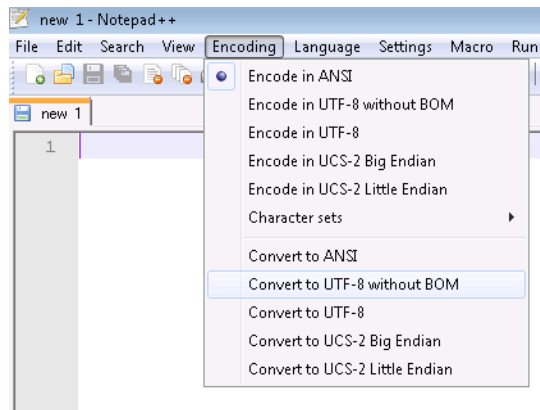 new 1 - Notepad++
File Edit Search View Encoding Language Settings Macro Run
new 1
1
Encode in ANSI
Encode in UTF-8 without BOM
Encode in UTF-8
Encode in UCS-2 Big Endian
Encode in UCS-2 Little Endian
Character sets
Convert to ANSI
Convert to UTF-8 without BOM
Convert to UTF-8
Convert to UCS-2 Big Endian
Convert to UCS-2 Little Endian